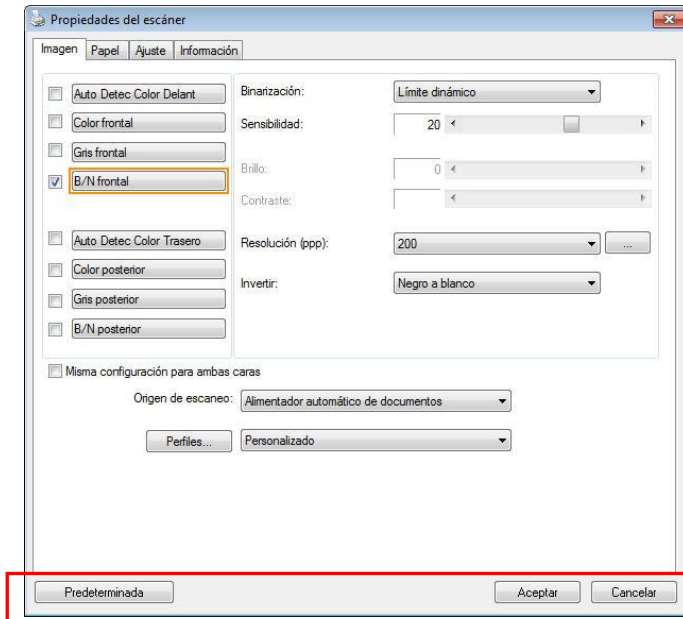 Propiedades del escáner
Imagen Papel Ajuste Información
Auto Detec Color Delant
Color frontal
Gris frontal
B/N frontal
Auto Detec Color Trasero
Color posterior
Gris posterior
B/N posterior
Binarización: Límite dinámico
Sensibilidad: 20
Brillo: 0
Contraste:
Resolución (ppp): 200 ...
Invertir: Negro a blanco
Misma configuración para ambas caras
Origen de escaneo: Alimentador automático de documentos
Perfiles... Personalizado
Predeterminada Aceptar Cancelar